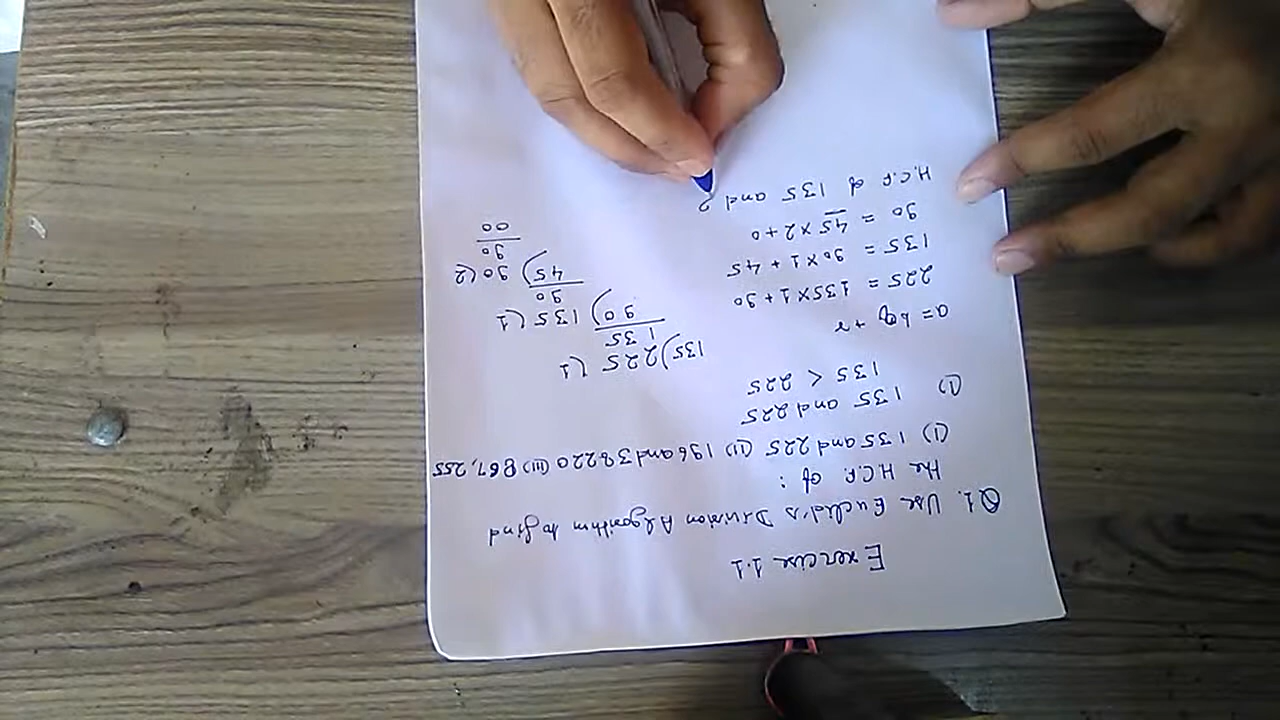 Exercise 1.1
Q1. Use Euclid's Division Algorithm to find
the H.C.F. of :
(I) 135 and 225 (II) 196 and 38220 (III) 867, 255
(I) 135 and 225
135 < 225
a = bq + r
225 = 135 × 1 + 90
135 = 90 × 1 + 45
90 = 45 × 2 + 0
H.C.F. of 135 and 2
135) 225 (1
135
90) 135 (1
90
45) 90 (2
90
00